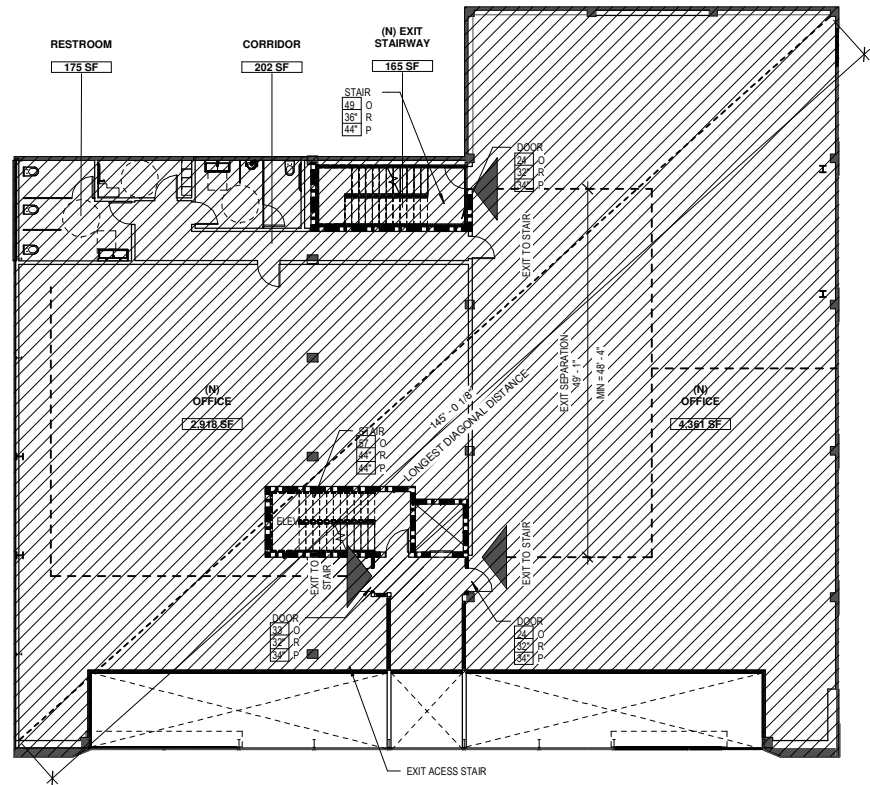 RESTROOM
175 SF
CORRIDOR
202 SF
(N) EXIT
STAIRWAY
165 SF
STAIR
49 O
36" R
44" P
DOOR
24 O
32" R
34" P
EXIT TO STAIR
EXIT SEPARATION
49' - 1"
MIN = 48' - 4"
(N)
OFFICE
2,918 SF
145' - 0 1/8"
LONGEST DIAGONAL DISTANCE
(N)
OFFICE
4,361 SF
STAIR
57 O
44" R
44" P
ELEV
EXIT TO
STAIR
EXIT TO STAIR
DOOR
33 O
32" R
34" P
DOOR
24 O
32" R
34" P
EXIT ACESS STAIR